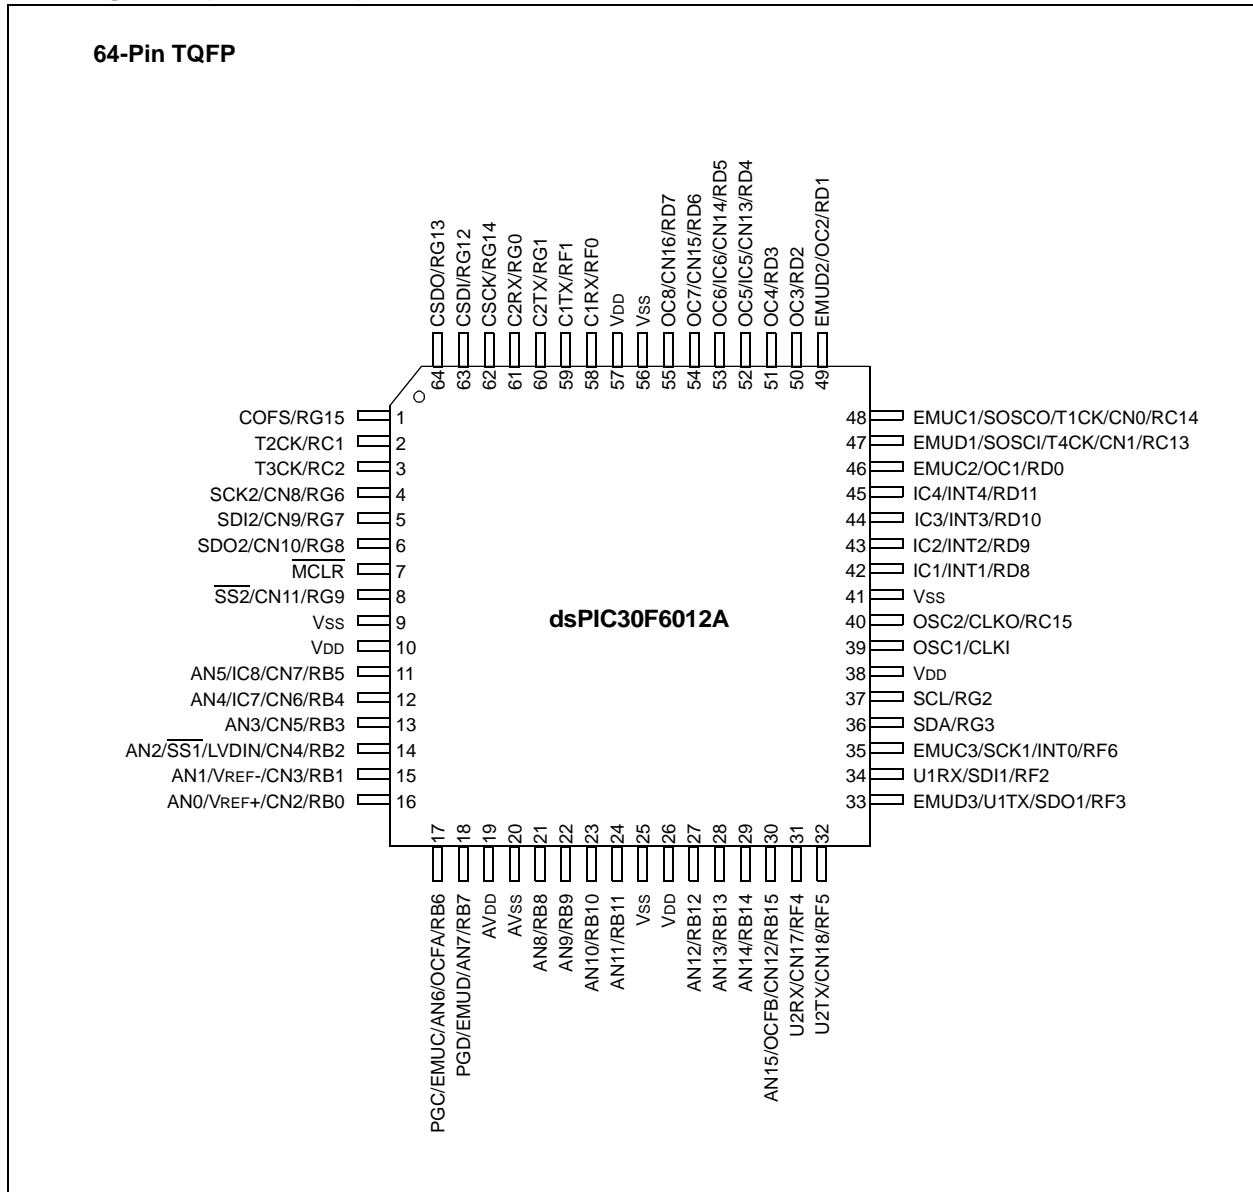 64-Pin TQFP
CSDO/RG13
CSDI/RG12
CSCK/RG14
C2RX/RG0
C2TX/RG1
C1TX/RF1
C1RX/RF0
VDD
VSS
OC8/CN16/RD7
OC7/CN15/RD6
OC6/IC6/CN14/RD5
OC5/IC5/CN13/RD4
OC4/RD3
OC3/RD2
EMUD2/OC2/RD1
64 63 62 61 60 59 58 57 56 55 54 53 52 51 50 49
COFS/RG15 1
T2CK/RC1 2
T3CK/RC2 3
SCK2/CN8/RG6 4
SDI2/CN9/RG7 5
SDO2/CN10/RG8 6
MCLR 7
SS2/CN11/RG9 8
VSS 9
VDD 10
AN5/IC8/CN7/RB5 11
AN4/IC7/CN6/RB4 12
AN3/CN5/RB3 13
AN2/SS1/LVDIN/CN4/RB2 14
AN1/VREF-/CN3/RB1 15
AN0/VREF+/CN2/RB0 16
dsPIC30F6012A
48 EMUC1/SOSCO/T1CK/CN0/RC14
47 EMUD1/SOSCI/T4CK/CN1/RC13
46 EMUC2/OC1/RD0
45 IC4/INT4/RD11
44 IC3/INT3/RD10
43 IC2/INT2/RD9
42 IC1/INT1/RD8
41 VSS
40 OSC2/CLKO/RC15
39 OSC1/CLKI
38 VDD
37 SCL/RG2
36 SDA/RG3
35 EMUC3/SCK1/INT0/RF6
34 U1RX/SDI1/RF2
33 EMUD3/U1TX/SDO1/RF3
17 18 19 20 21 22 23 24 25 26 27 28 29 30 31 32
PGC/EMUC/AN6/OCFA/RB6
PGD/EMUD/AN7/RB7
AVDD
AVSS
AN8/RB8
AN9/RB9
AN10/RB10
AN11/RB11
VSS
VDD
AN12/RB12
AN13/RB13
AN14/RB14
AN15/OCFB/CN12/RB15
U2RX/CN17/RF4
U2TX/CN18/RF5